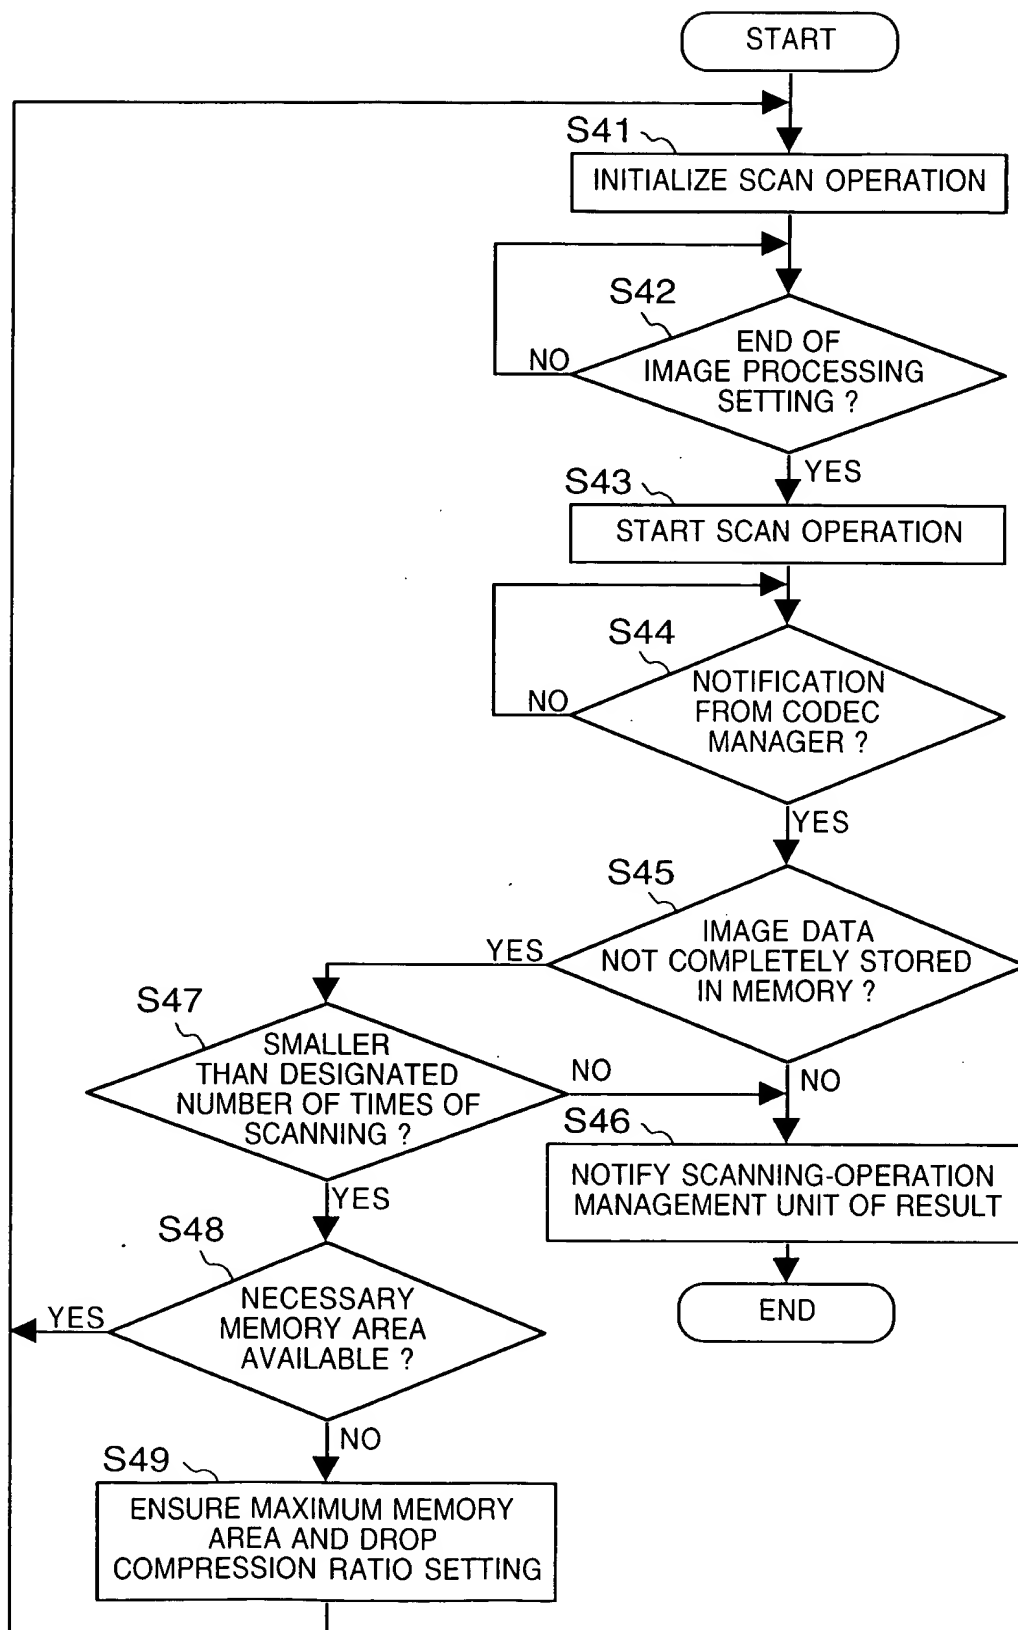 START
S41
INITIALIZE SCAN OPERATION
S42
END OF
IMAGE PROCESSING
SETTING ?
NO
YES
S43
START SCAN OPERATION
S44
NOTIFICATION
FROM CODEC
MANAGER ?
NO
YES
S45
IMAGE DATA
NOT COMPLETELY STORED
IN MEMORY ?
YES
NO
S47
SMALLER
THAN DESIGNATED
NUMBER OF TIMES OF
SCANNING ?
NO
YES
S46
NOTIFY SCANNING-OPERATION
MANAGEMENT UNIT OF RESULT
END
S48
NECESSARY
MEMORY AREA
AVAILABLE ?
YES
NO
S49
ENSURE MAXIMUM MEMORY
AREA AND DROP
COMPRESSION RATIO SETTING